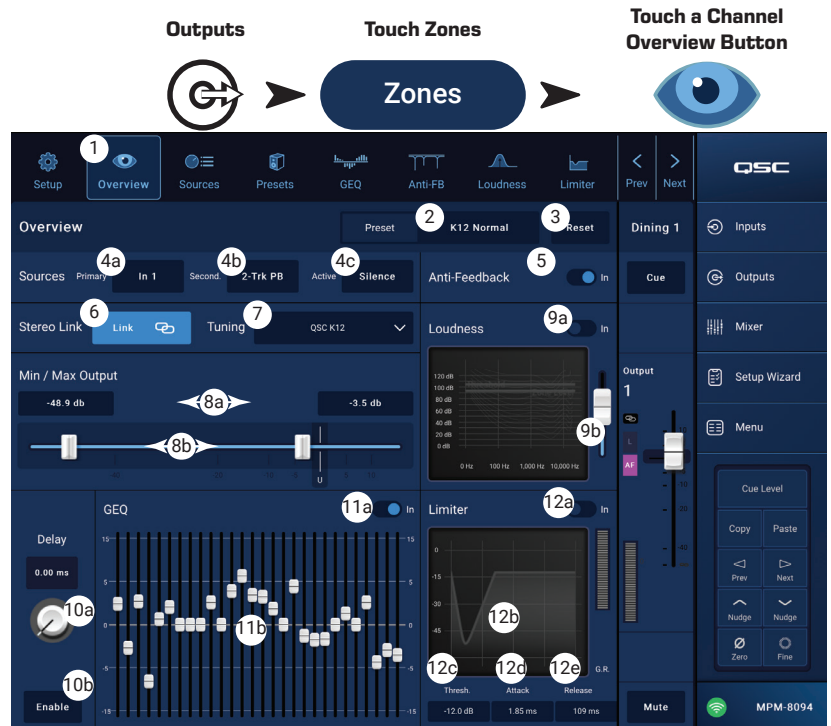 Outputs
Touch Zones
Touch a Channel
Overview Button
Zones
1
Setup
Overview
Sources
Presets
GEQ
Anti-FB
Loudness
Limiter
Prev
Next
QSC
Overview
Preset
2
K12 Normal
3
Reset
Dining 1
Inputs
Sources
Primary
4a
In 1
Second.
4b
2-Trk PB
Active
4c
Silence
Anti-Feedback
5
In
Cue
Outputs
Stereo Link
6
Link
Tuning
7
QSC K12
Loudness
9a
In
Mixer
Min / Max Output
-48.9 db
8a
-3.5 db
8b
-40
-20
-10
U
10
120 dB
100 dB
80 dB
60 dB
40 dB
20 dB
0 dB
0 Hz
100 Hz
1,000 Hz
10,000 Hz
9b
Output
1
L
AF
10
-10
-20
-40
Setup Wizard
Menu
Cue Level
Copy
Paste
Prev
Next
Nudge
Nudge
Zero
Fine
Delay
0.00 ms
10a
10b
Enable
GEQ
11a
In
15
15
5
5
0
0
11b
-5
-5
-15
-15
Limiter
12a
In
0
-15
-30
-45
12b
G.R.
12c
12d
12e
Thresh.
Attack
Release
-12.0 dB
1.85 ms
109 ms
Mute
MPM-8094